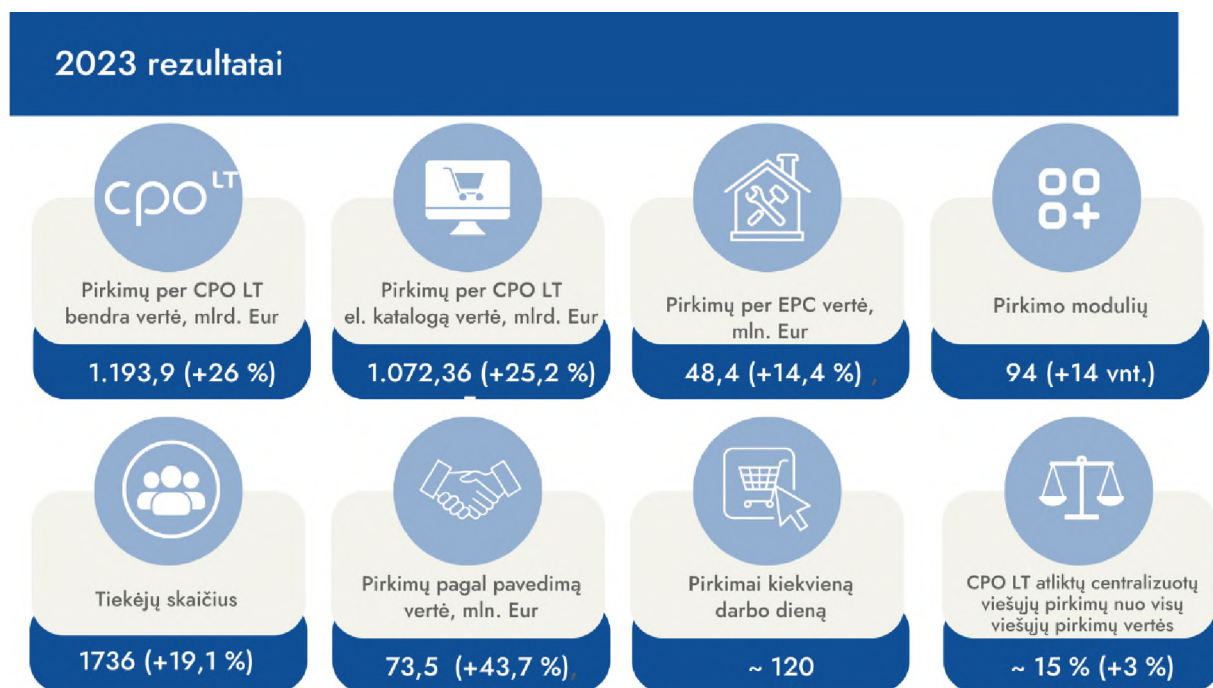 2023 rezultatai
cpo LT
Pirkimų per CPO LT
bendra vertė, mlrd. Eur
1.193,9 (+26 %)
Pirkimų per CPO LT
el. katalogą vertė, mlrd. Eur
1.072,36 (+25,2 %)
Pirkimų per EPC vertė,
mln. Eur
48,4 (+14,4 %) ,
Pirkimo modulių
94 (+14 vnt.)
Tiekėjų skaičius
1736 (+19,1 %)
Pirkimų pagal pavedimą
vertė, mln. Eur
73,5 (+43,7 %),
Pirkimai kiekvieną
darbo dieną
~ 120
CPO LT atliktų centralizuotų
viešųjų pirkimų nuo visų
viešųjų pirkimų vertės
~ 15 % (+3 %)